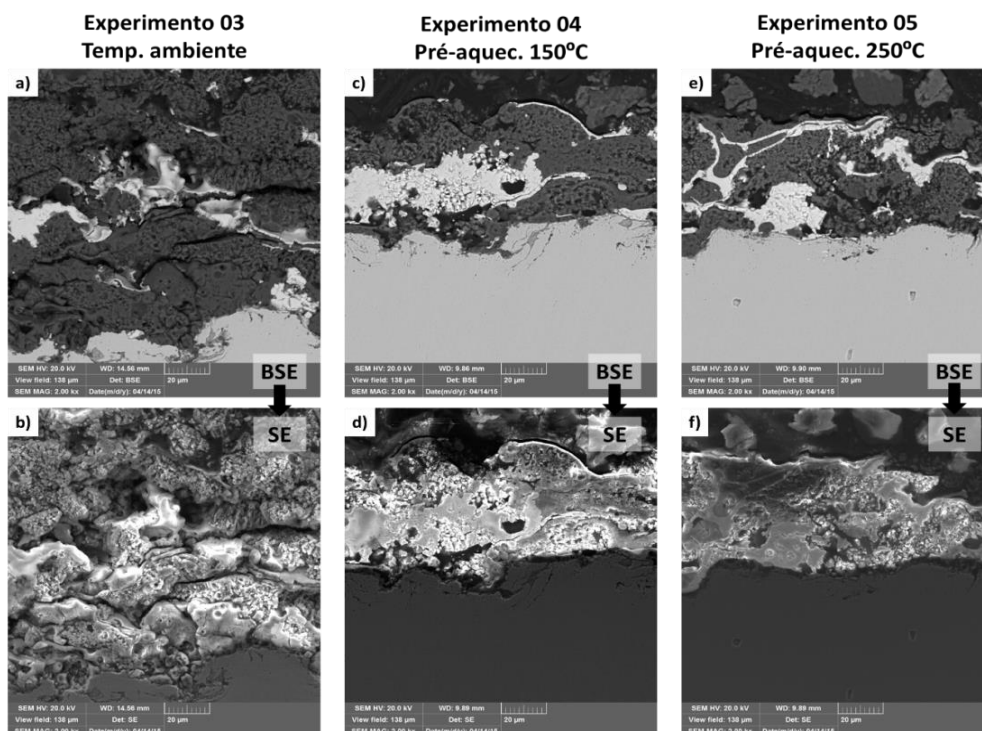 Experimento 03
Temp. ambiente
Experimento 04
Pré-aquec. 150ºC
Experimento 05
Pré-aquec. 250ºC
a)
c)
e)
SEM HV: 20.0 kV WD: 14.56 mm
View field: 138 µm Det: BSE 20 µm
SEM MAG: 2.00 kx Date(m/d/y): 04/14/15
BSE
SEM HV: 20.0 kV WD: 9.86 mm
View field: 138 µm Det: BSE 20 µm
SEM MAG: 2.00 kx Date(m/d/y): 04/14/15
BSE
SEM HV: 20.0 kV WD: 9.90 mm
View field: 138 µm Det: BSE 20 µm
SEM MAG: 2.00 kx Date(m/d/y): 04/14/15
BSE
b)
SE
d)
SE
f)
SE
SEM HV: 20.0 kV WD: 14.56 mm
View field: 138 µm Det: SE 20 µm
SEM HV: 20.0 kV WD: 9.89 mm
View field: 138 µm Det: SE 20 µm
SEM HV: 20.0 kV WD: 9.89 mm
View field: 138 µm Det: SE 20 µm